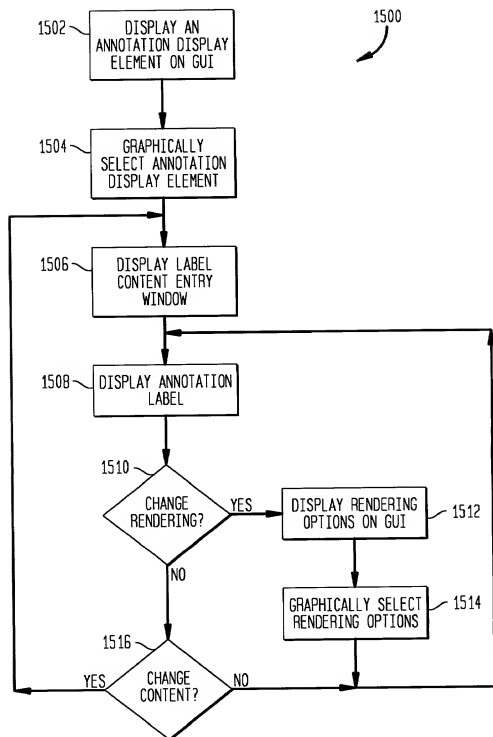 1500
1502
DISPLAY AN
ANNOTATION DISPLAY
ELEMENT ON GUI
1504
GRAPHICALLY
SELECT ANNOTATION
DISPLAY ELEMENT
1506
DISPLAY LABEL
CONTENT ENTRY
WINDOW
1508
DISPLAY ANNOTATION
LABEL
1510
CHANGE
RENDERING?
YES
NO
DISPLAY RENDERING
OPTIONS ON GUI
1512
GRAPHICALLY SELECT
RENDERING OPTIONS
1514
1516
CHANGE
CONTENT?
YES
NO